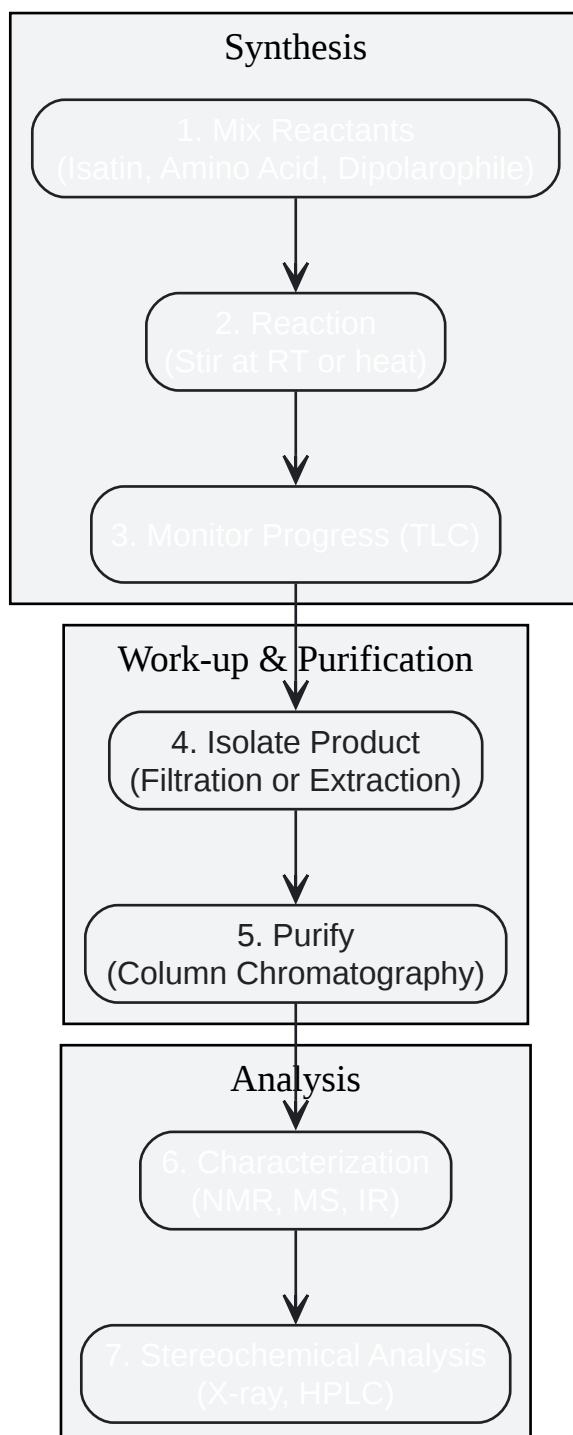 Synthesis
1. Mix Reactants
(Isatin, Amino Acid, Dipolarophile)
2. Reaction
(Stir at RT or heat)
3. Monitor Progress (TLC)
Work-up & Purification
4. Isolate Product
(Filtration or Extraction)
5. Purify
(Column Chromatography)
Analysis
6. Characterization
(NMR, MS, IR)
7. Stereochemical Analysis
(X-ray, HPLC)